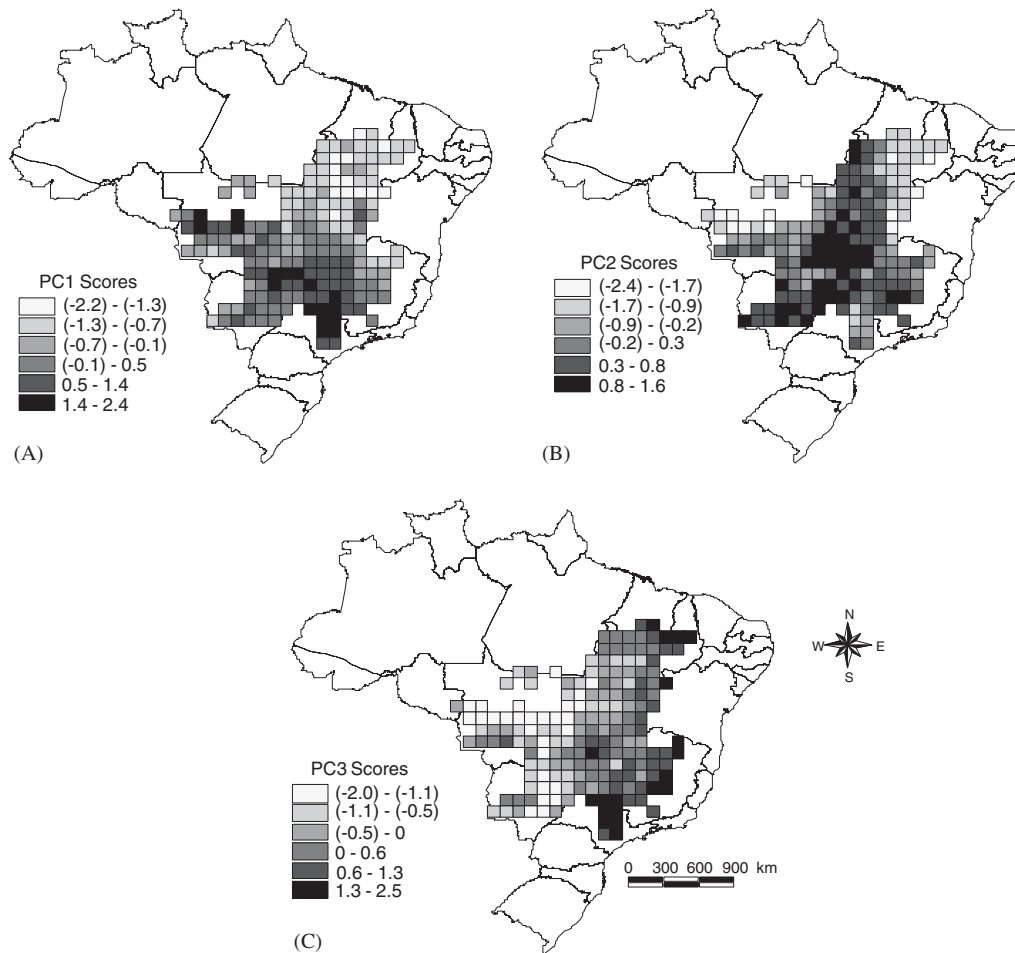 PC1 Scores
(-2.2) - (-1.3)
(-1.3) - (-0.7)
(-0.7) - (-0.1)
(-0.1) - 0.5
0.5 - 1.4
1.4 - 2.4
(A)
PC2 Scores
(-2.4) - (-1.7)
(-1.7) - (-0.9)
(-0.9) - (-0.2)
(-0.2) - 0.3
0.3 - 0.8
0.8 - 1.6
(B)
PC3 Scores
(-2.0) - (-1.1)
(-1.1) - (-0.5)
(-0.5) - 0
0 - 0.6
0.6 - 1.3
1.3 - 2.5
(C)
N
W E
S
0 300 600 900 km